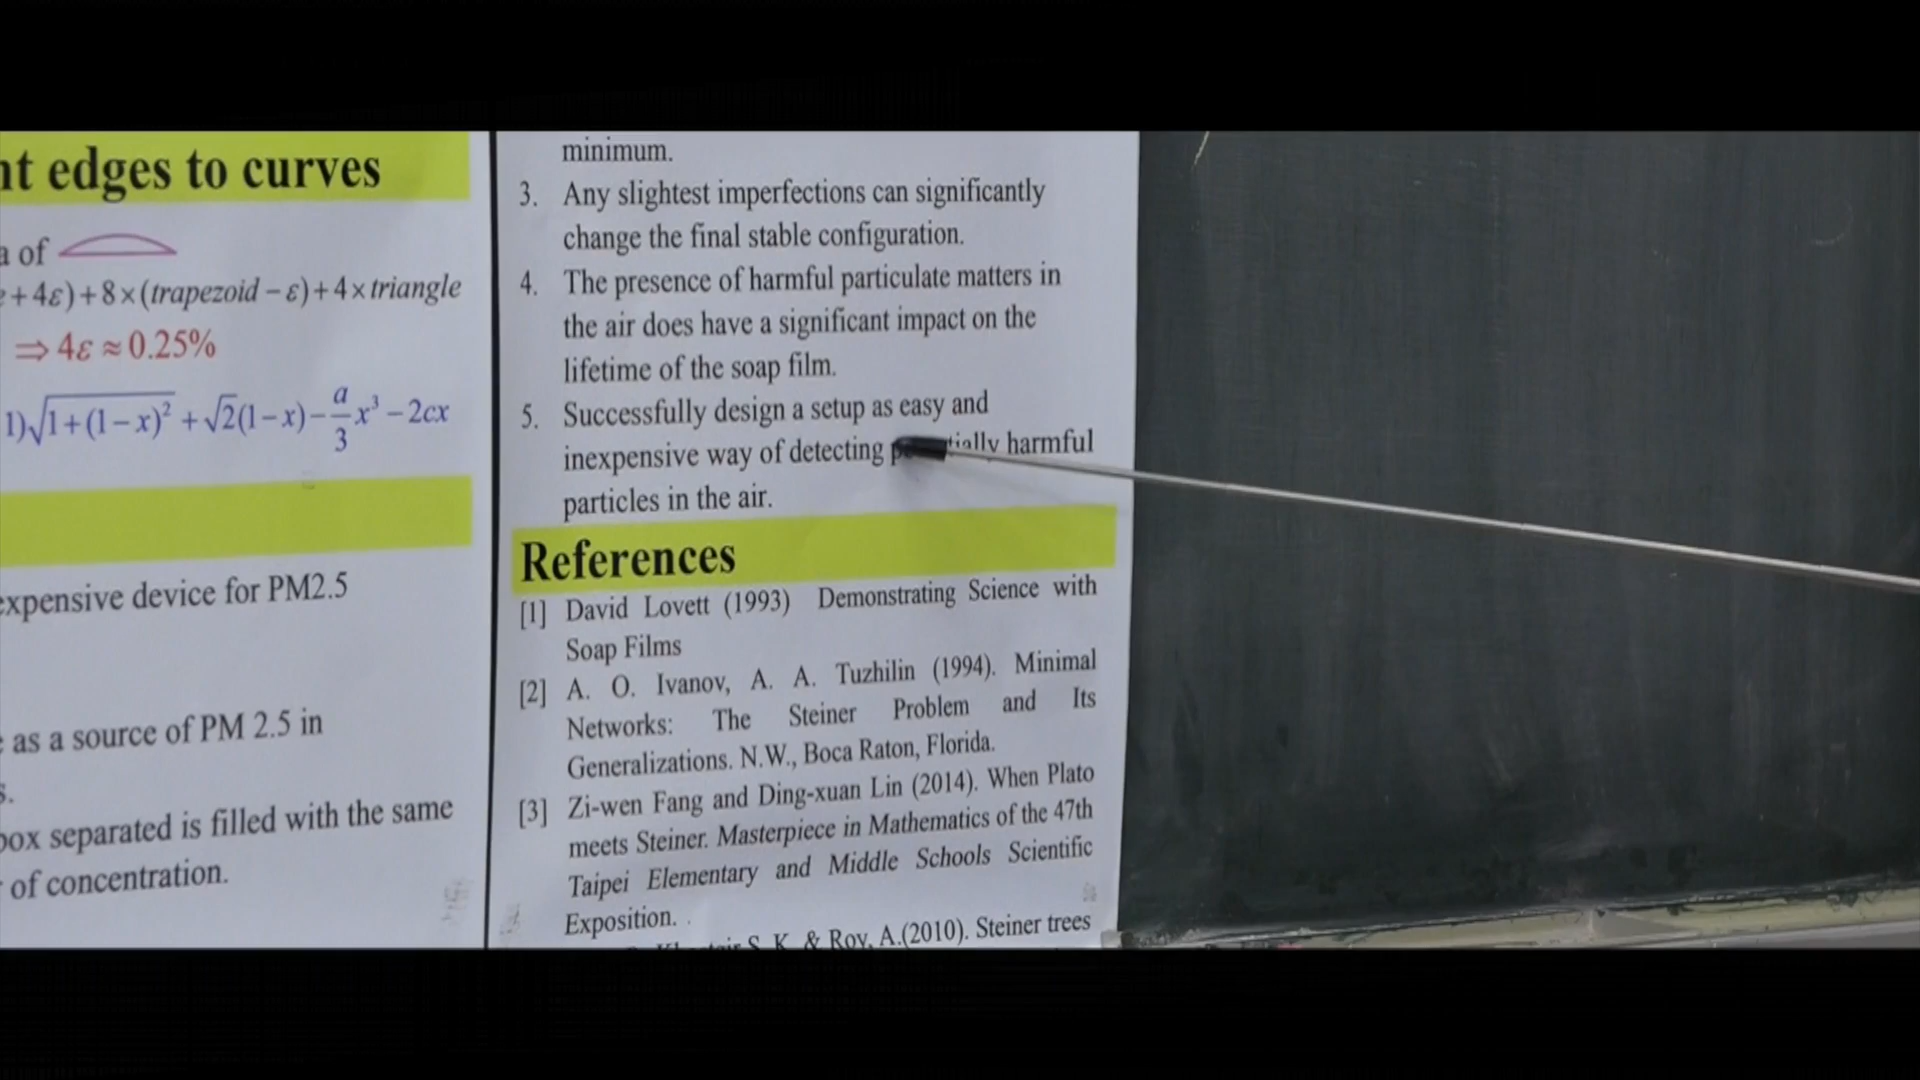 nt edges to curves
a of
+4ε)+8×(trapezoid−ε)+4×triangle
⇒4ε≈0.25%
1)√1+(1−x)² +√2(1−x)−a/3x³−2cx
expensive device for PM2.5
as a source of PM 2.5 in
s.
box separated is filled with the same
of concentration.
minimum.
3. Any slightest imperfections can significantly
change the final stable configuration.
4. The presence of harmful particulate matters in
the air does have a significant impact on the
lifetime of the soap film.
5. Successfully design a setup as easy and
inexpensive way of detecting harmful
particles in the air.
References
[1] David Lovett (1993) Demonstrating Science with
Soap Films
[2] A. O. Ivanov, A. A. Tuzhilin (1994). Minimal
Networks: The Steiner Problem and Its
Generalizations. N.W., Boca Raton, Florida.
[3] Zi-wen Fang and Ding-xuan Lin (2014). When Plato
meets Steiner. Masterpiece in Mathematics of the 47th
Taipei Elementary and Middle Schools Scientific
Exposition.
S. K. & Roy, A.(2010). Steiner trees